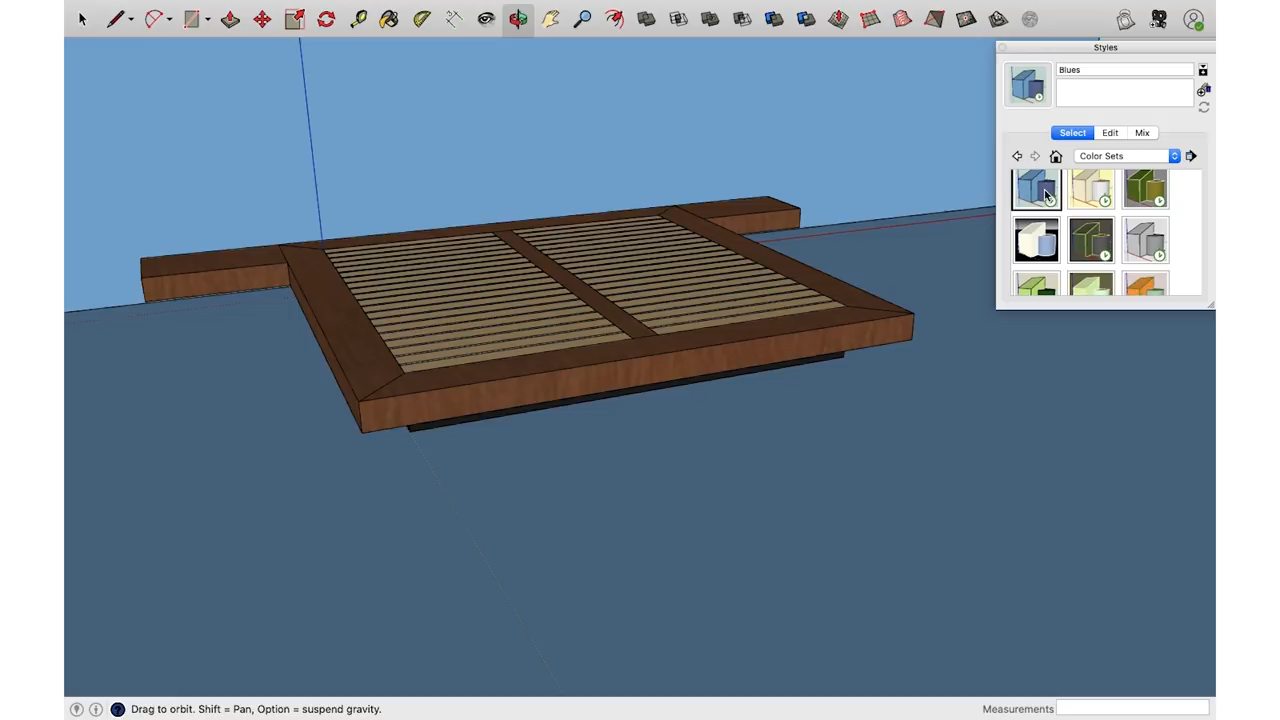 Styles
Blues
Select Edit Mix
Color Sets
Drag to orbit. Shift = Pan, Option = suspend gravity.
Measurements